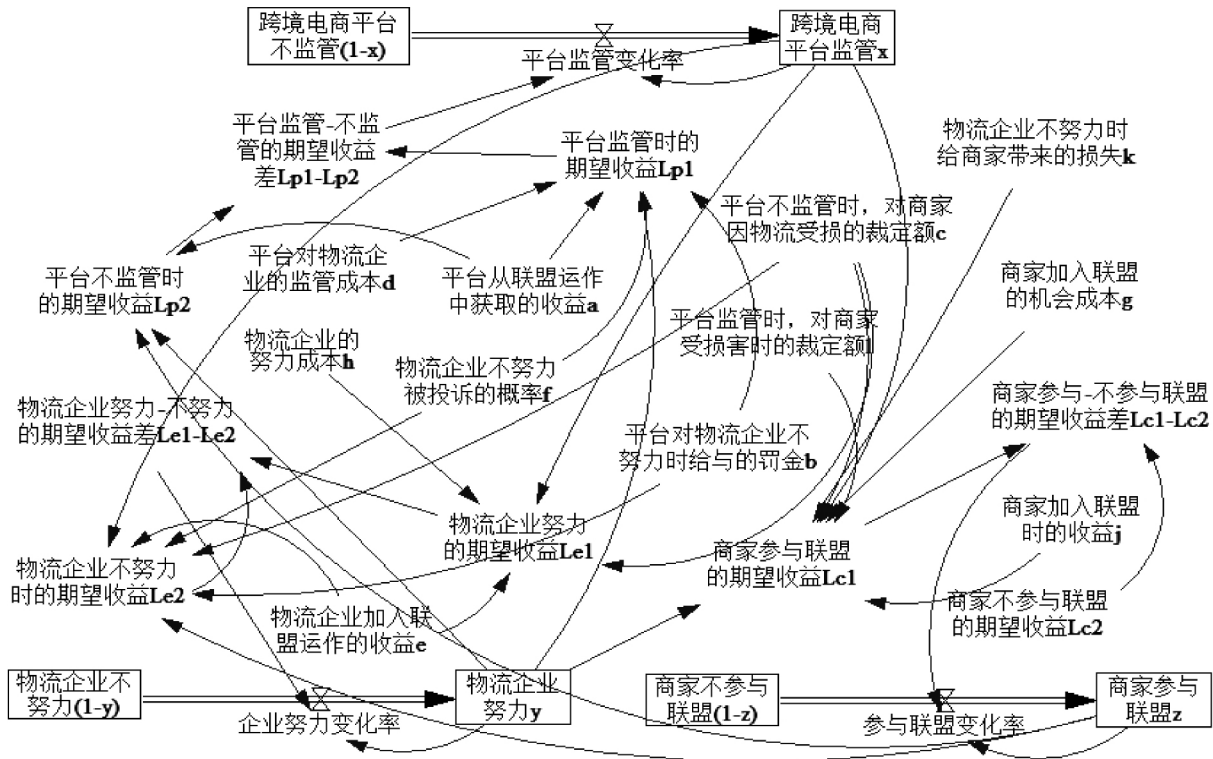 跨境电商平台
不监管(1-x)
跨境电商
平台监管x
平台监管变化率
平台监管-不监
管的期望收益
差Lp1-Lp2
平台监管时的
期望收益Lp1
物流企业不努力时
给商家带来的损失k
平台不监管时，对商家
因物流受损的裁定额c
平台不监管时
的期望收益Lp2
平台对物流企
业的监管成本d
平台从联盟运作
中获取的收益a
商家加入联盟
的机会成本g
平台监管时，对商家
受损害时的裁定额l
物流企业的
努力成本h
物流企业不努力
被投诉的概率f
物流企业努力-不努力
的期望收益差Le1-Le2
商家参与-不参与联盟
的期望收益差Lc1-Lc2
平台对物流企业不
努力时给与的罚金b
物流企业努力
的期望收益Le1
商家加入联盟
时的收益j
物流企业不努力
时的期望收益Le2
商家参与联盟
的期望收益Lc1
物流企业加入联
盟运作的收益e
商家不参与联盟
的期望收益Lc2
物流企业不
努力(1-y)
企业努力变化率
物流企业
努力y
商家不参与
联盟(1-z)
参与联盟变化率
商家参与
联盟z